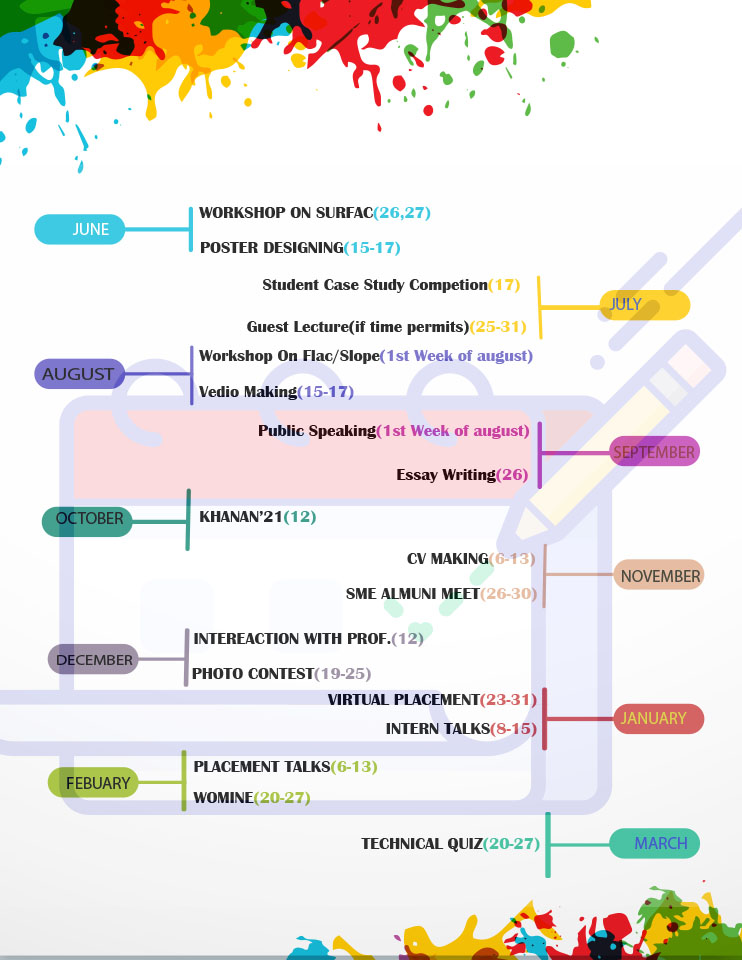 WORKSHOP ON SURFAC(26,27)
JUNE
POSTER DESIGNING(15-17)
Student Case Study Competion(17)
JULY
Guest Lecture(if time permits)(25-31)
Workshop On Flac/Slope(1st Week of august)
AUGUST
Vedio Making(15-17)
Public Speaking(1st Week of august)
SEPTEMBER
Essay Writing(26)
OCTOBER
KHANAN'21(12)
CV MAKING(6-13)
NOVEMBER
SME ALMUNI MEET(26-30)
INTEREACTION WITH PROF.(12)
DECEMBER
PHOTO CONTEST(19-25)
VIRTUAL PLACEMENT(23-31)
JANUARY
INTERN TALKS(8-15)
PLACEMENT TALKS(6-13)
FEBUARY
WOMINE(20-27)
TECHNICAL QUIZ(20-27)
MARCH